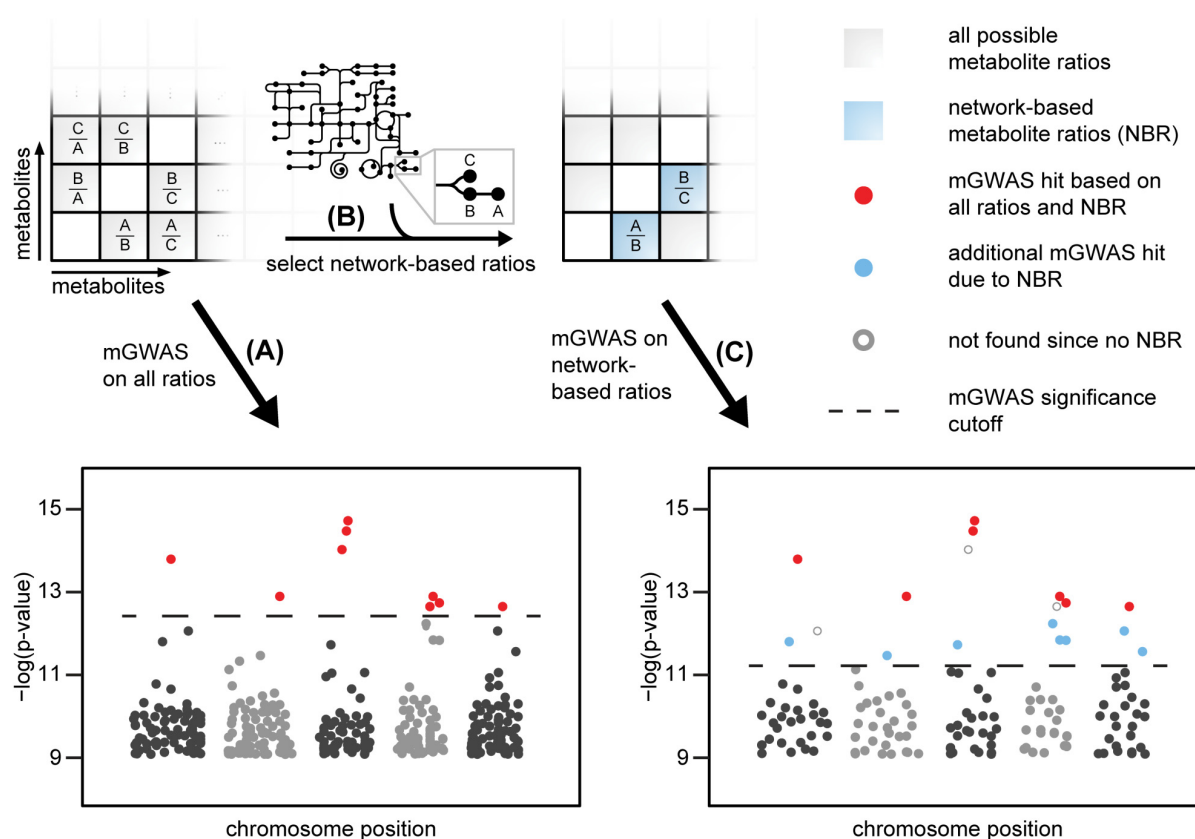 metabolites
metabolites
⋮
⋮
⋮
C
A
C
B
...
B
A
B
C
...
A
B
A
C
...
C
B
A
(B)
select network-based ratios
B
C
A
B
all possible
metabolite ratios
network-based
metabolite ratios (NBR)
mGWAS hit based on
all ratios and NBR
additional mGWAS hit
due to NBR
not found since no NBR
mGWAS significance
cutoff
mGWAS
on all ratios
(A)
mGWAS on
network-
based ratios
(C)
15
13
11
9
−log(p-value)
chromosome position
15
13
11
9
−log(p-value)
chromosome position